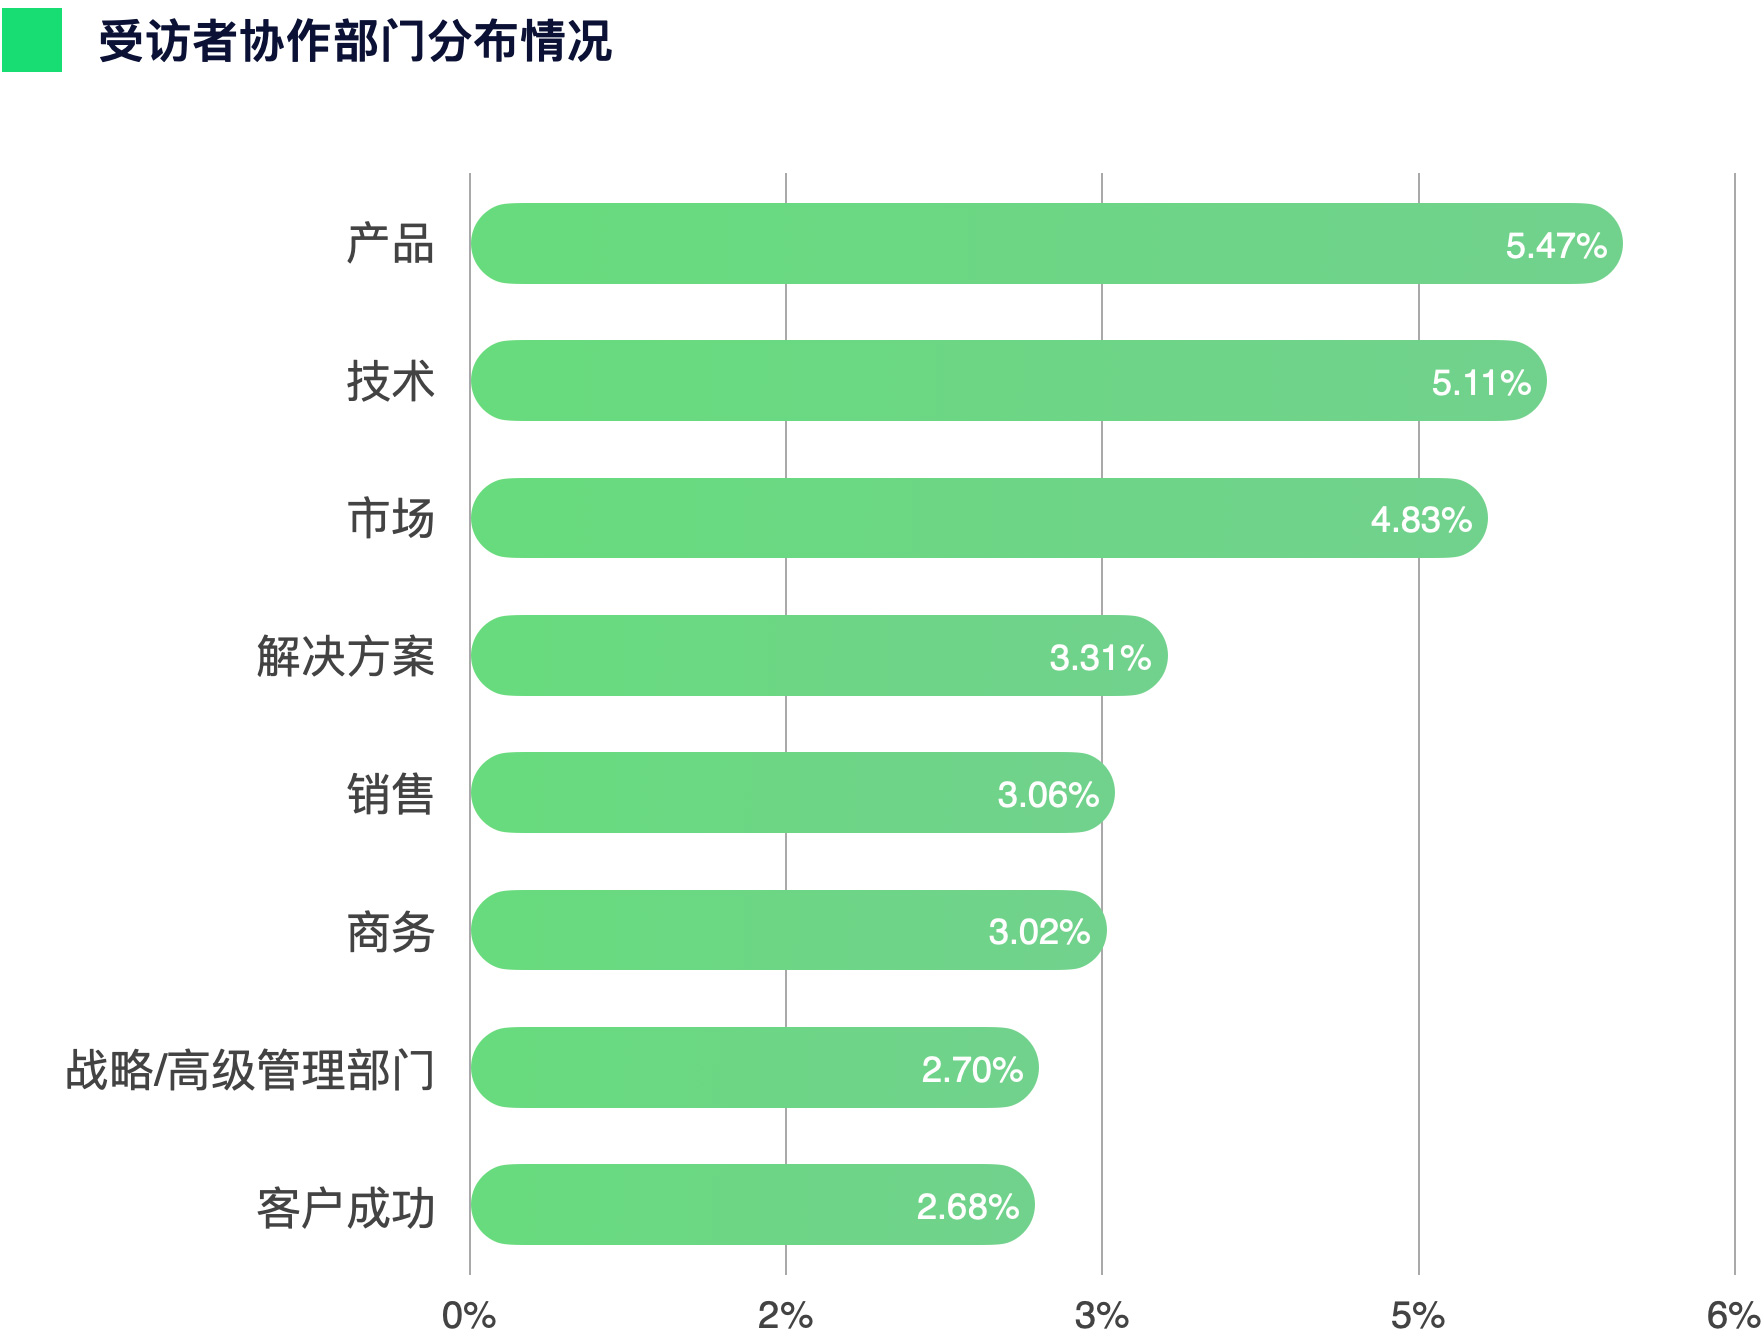 受访者协作部门分布情况
产品 5.47%
技术 5.11%
市场 4.83%
解决方案 3.31%
销售 3.06%
商务 3.02%
战略/高级管理部门 2.70%
客户成功 2.68%
0% 2% 3% 5% 6%